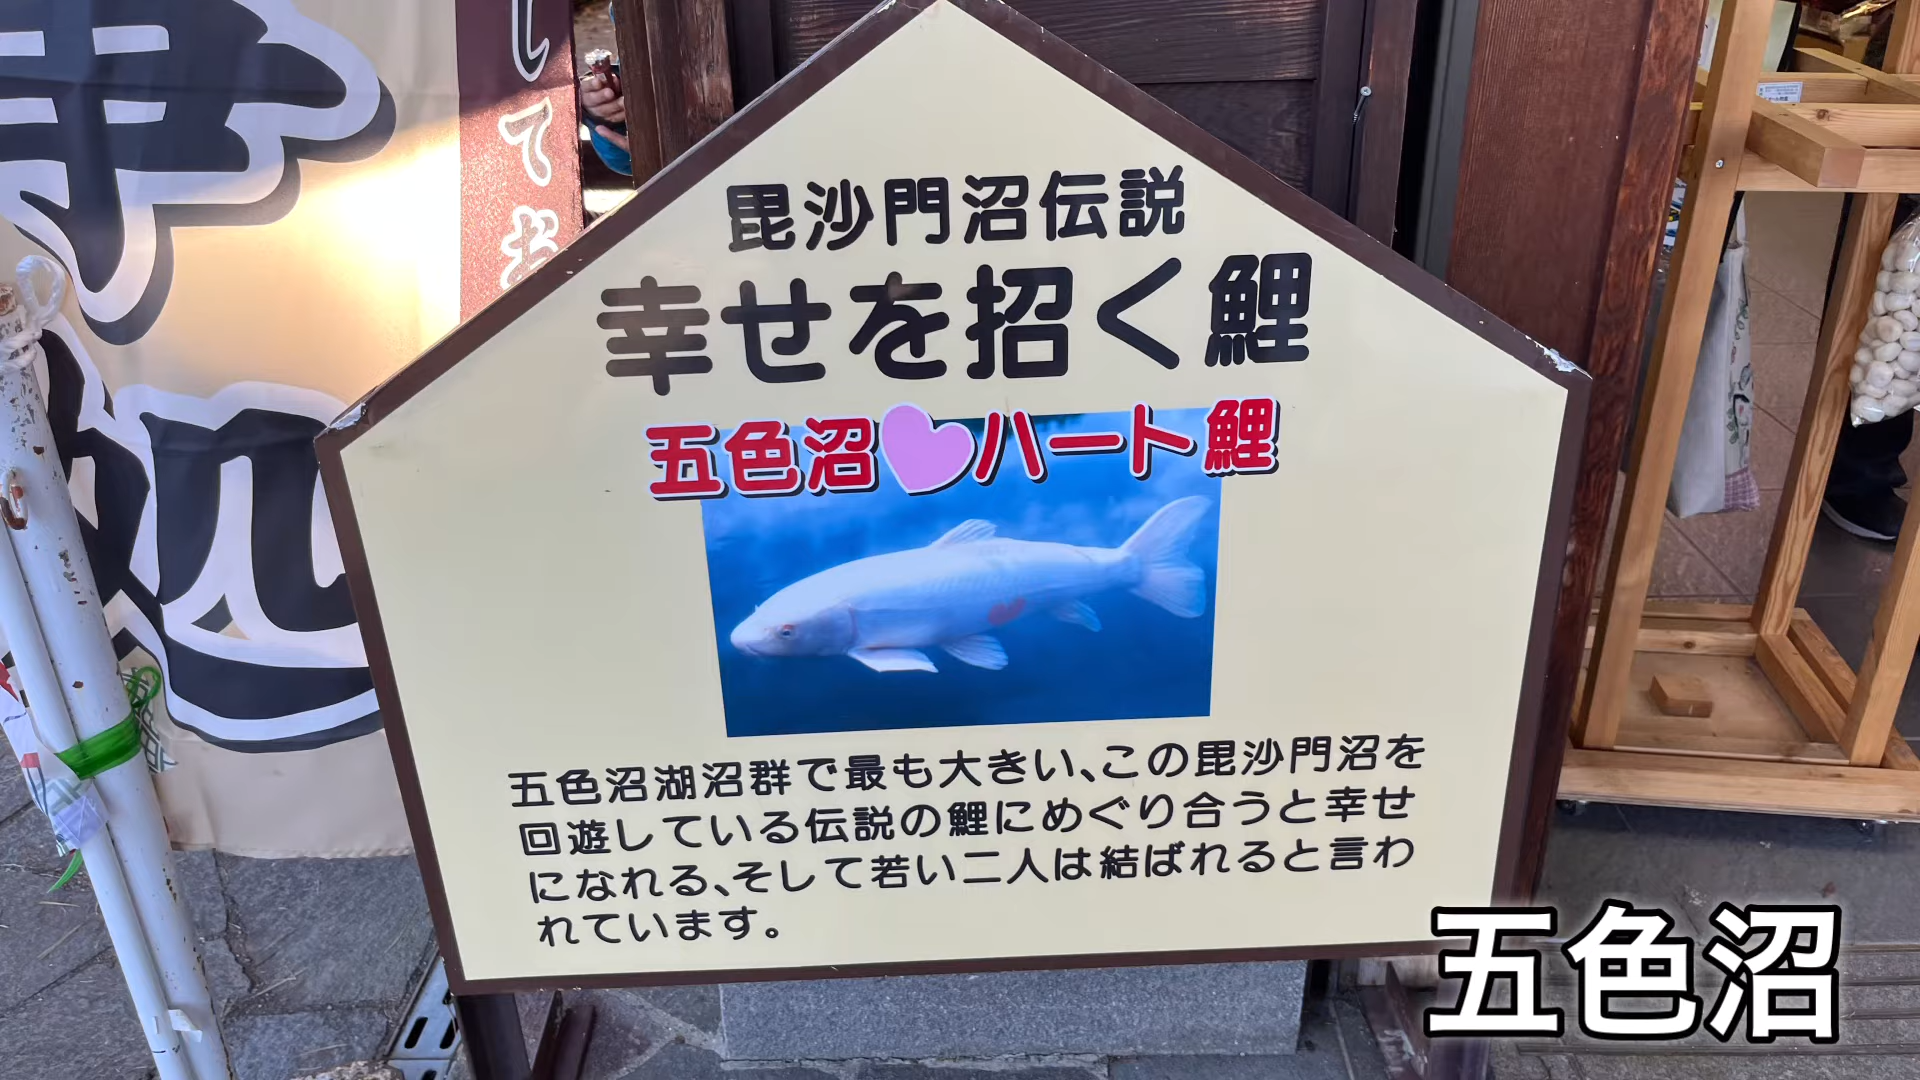 してお
処
毘沙門沼伝説
幸せを招く鯉
五色沼ハート鯉
五色沼湖沼群で最も大きい、この毘沙門沼を
回遊している伝説の鯉にめぐり合うと幸せ
になれる、そして若い二人は結ばれると言わ
れています。
五色沼